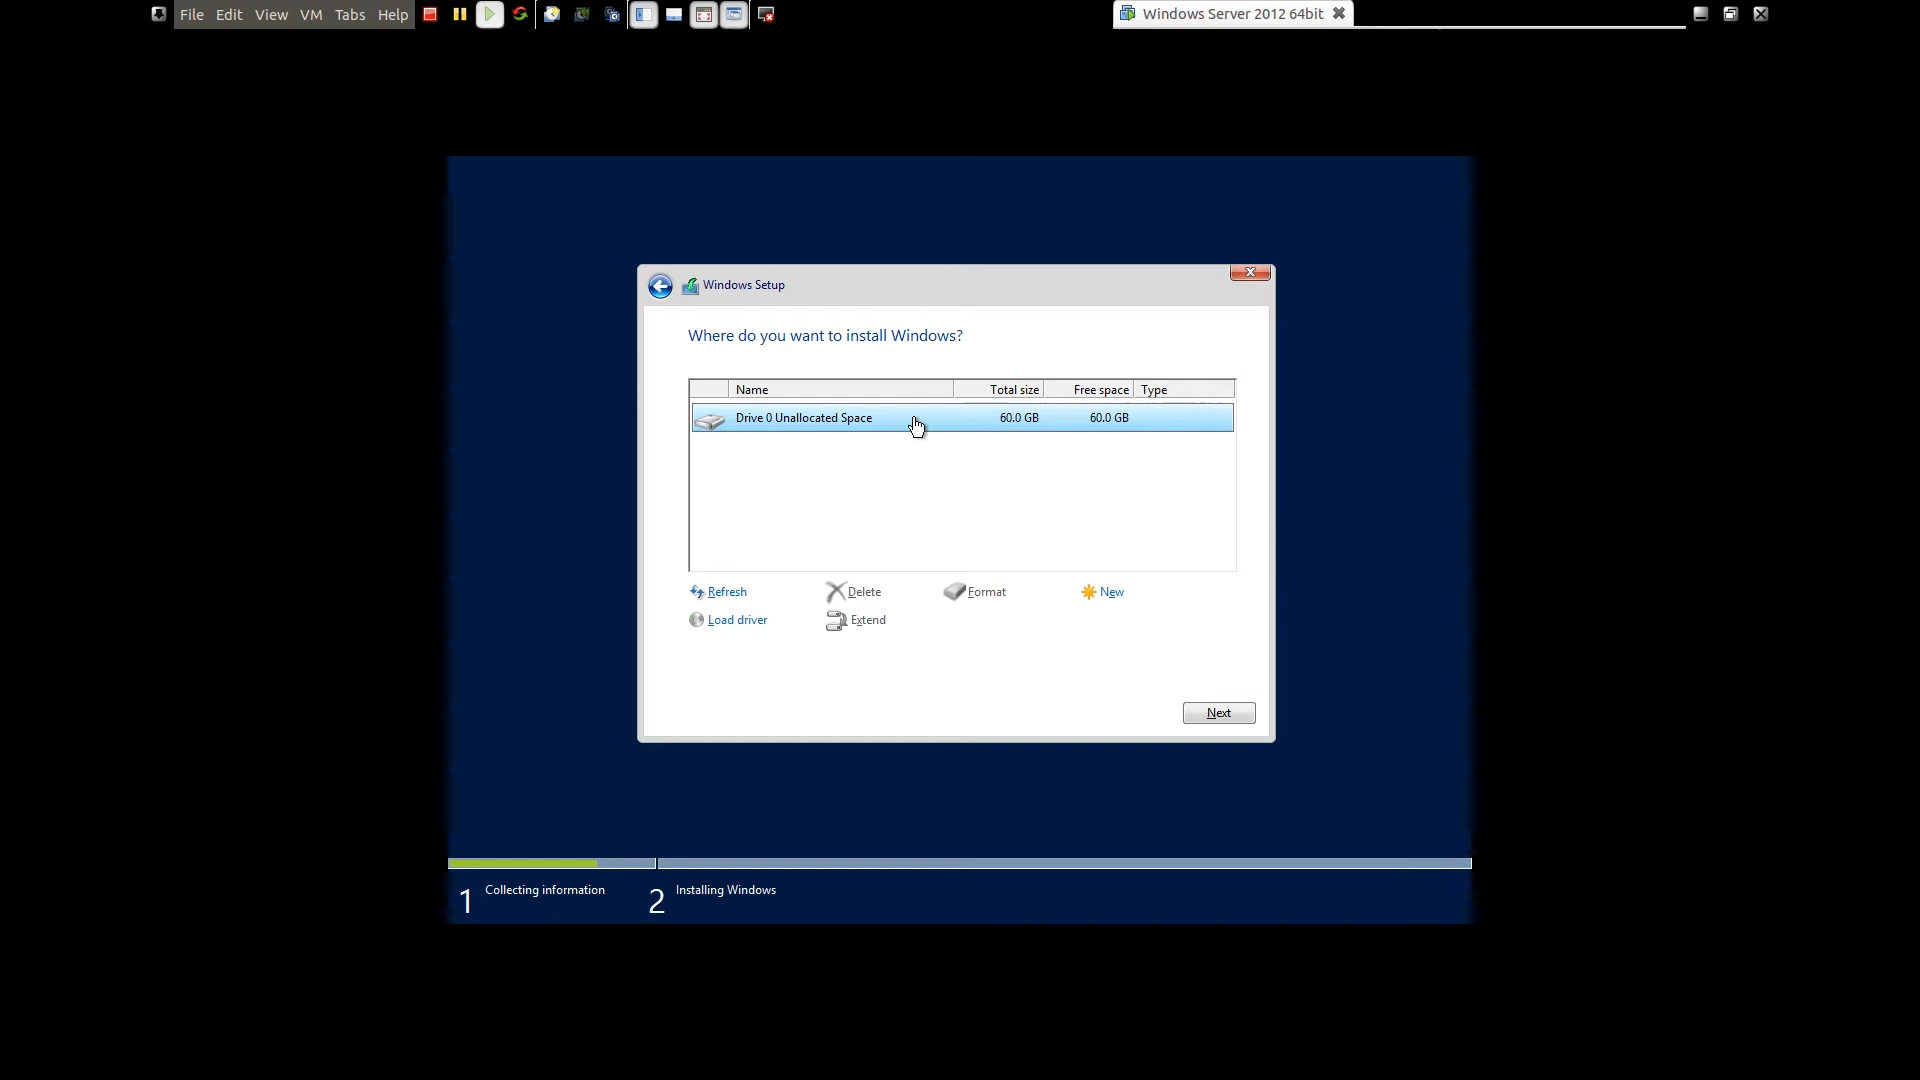 File Edit View VM Tabs Help
Windows Server 2012 64bit
Windows Setup
Where do you want to install Windows?
Name Total size Free space Type
Drive 0 Unallocated Space 60.0 GB 60.0 GB
Refresh Delete Format New
Load driver Extend
Next
1 Collecting information 2 Installing Windows